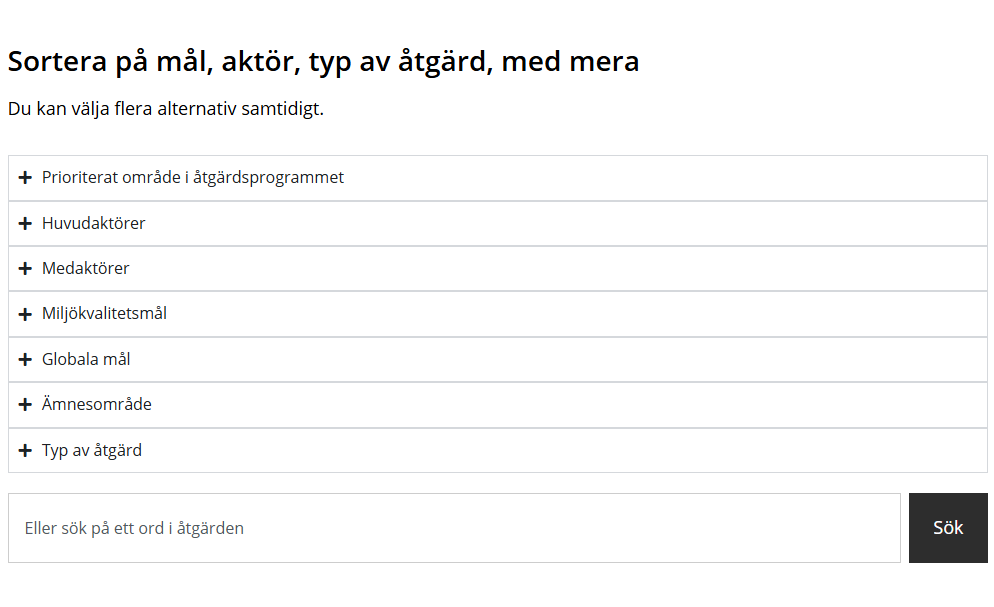 Sortera på mål, aktör, typ av åtgärd, med mera
Du kan välja flera alternativ samtidigt.
Prioriterat område i åtgärdsprogrammet
Huvudaktörer
Medaktörer
Miljökvalitetsmål
Globala mål
Ämnesområde
Typ av åtgärd
Eller sök på ett ord i åtgärden
Sök